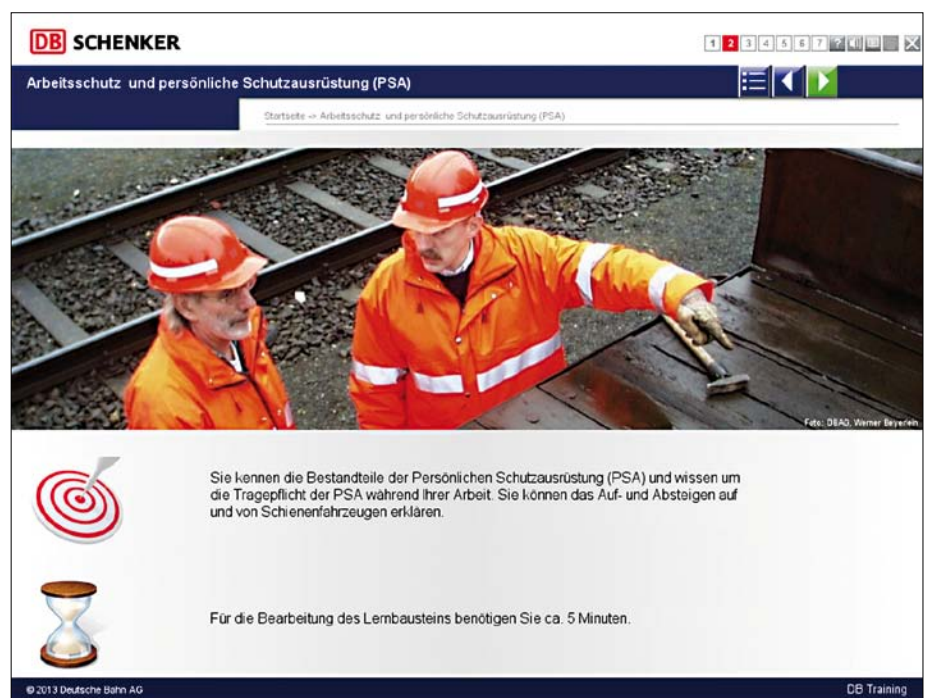 DB SCHENKER
1 2 3 4 5 6 7 ?
Arbeitsschutz und persönliche Schutzausrüstung (PSA)
Startseite -> Arbeitsschutz und persönliche Schutzausrüstung (PSA)
Foto: DBAG, Werner Beyerlein
Sie kennen die Bestandteile der Persönlichen Schutzausrüstung (PSA) und wissen um
die Tragepflicht der PSA während Ihrer Arbeit. Sie können das Auf- und Absteigen auf
und von Schienenfahrzeugen erklären.
Für die Bearbeitung des Lernbausteins benötigen Sie ca. 5 Minuten.
© 2013 Deutsche Bahn AG
DB Training